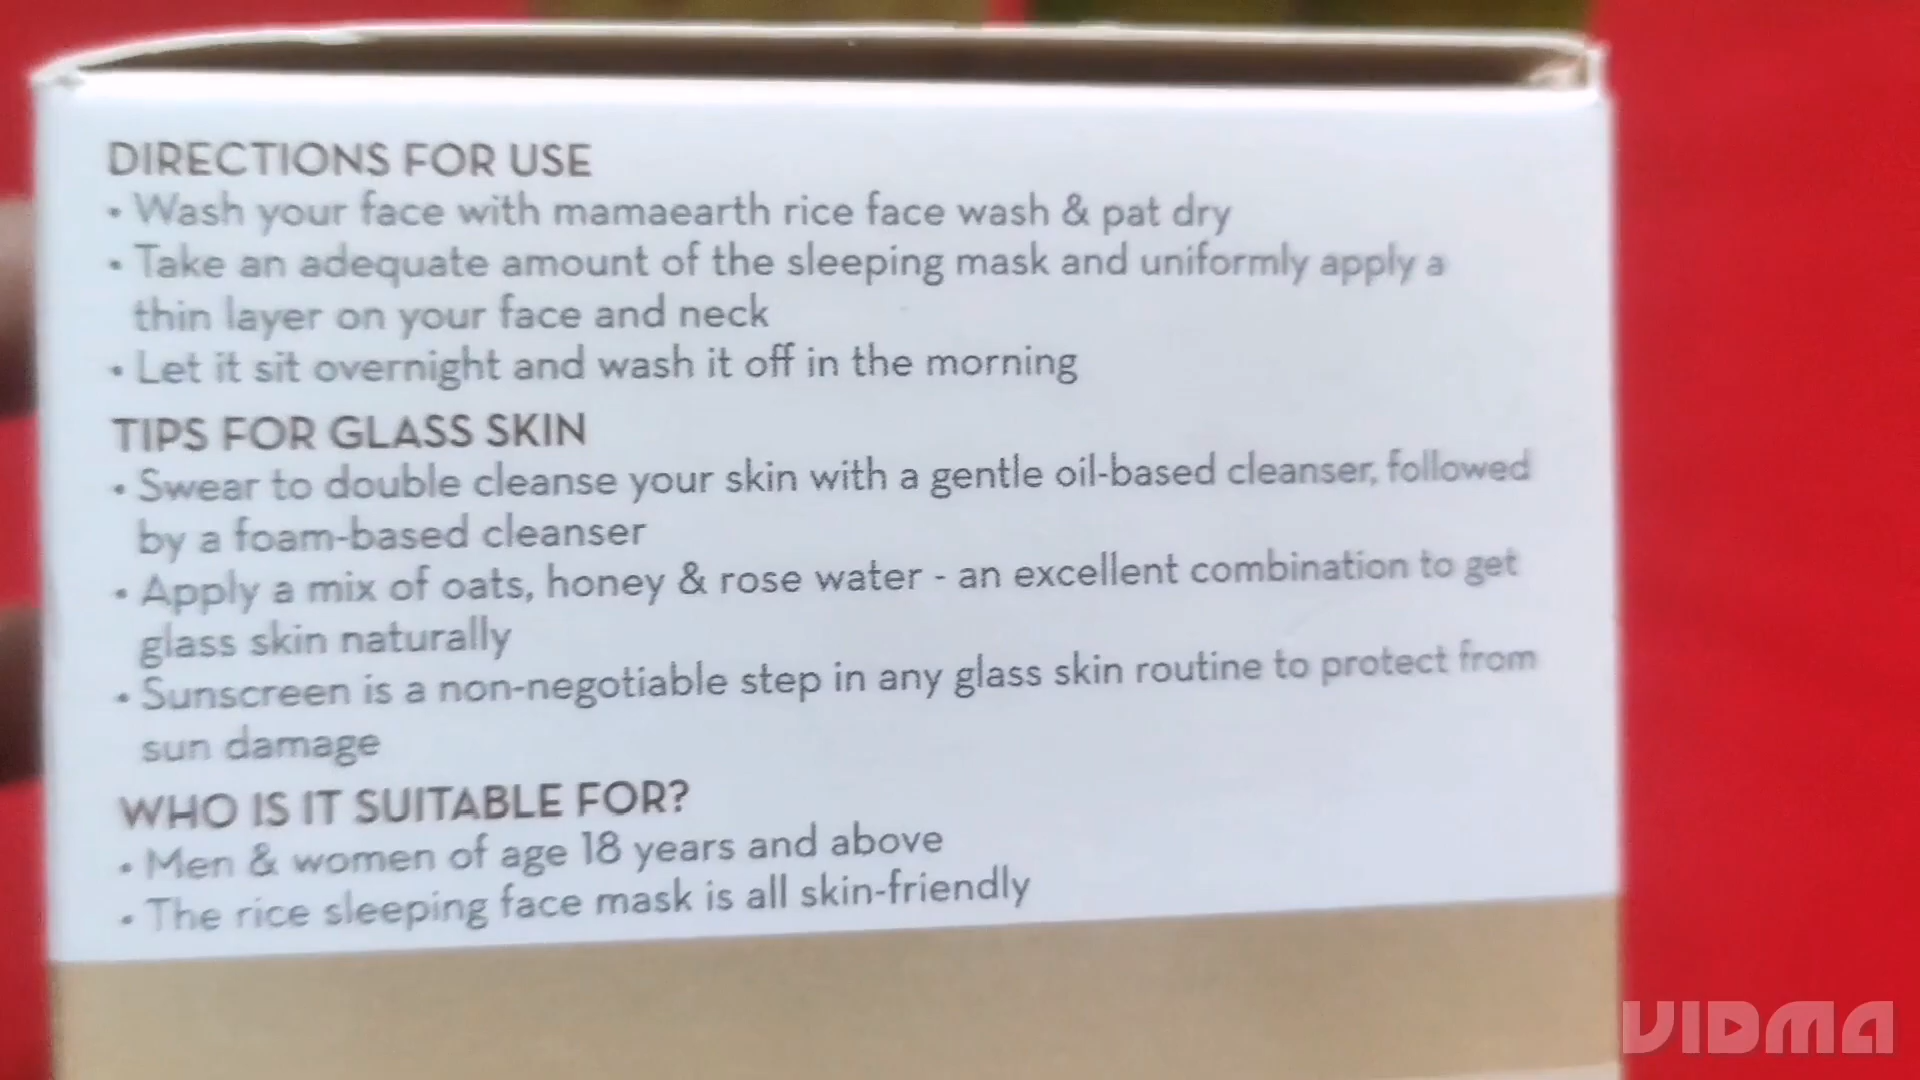 DIRECTIONS FOR USE
• Wash your face with mamaearth rice face wash & pat dry
• Take an adequate amount of the sleeping mask and uniformly apply a
thin layer on your face and neck
• Let it sit overnight and wash it off in the morning
TIPS FOR GLASS SKIN
• Swear to double cleanse your skin with a gentle oil-based cleanser, followed
by a foam-based cleanser
• Apply a mix of oats, honey & rose water - an excellent combination to get
glass skin naturally
• Sunscreen is a non-negotiable step in any glass skin routine to protect from
sun damage
WHO IS IT SUITABLE FOR?
• Men & women of age 18 years and above
• The rice sleeping face mask is all skin-friendly
VIDMA